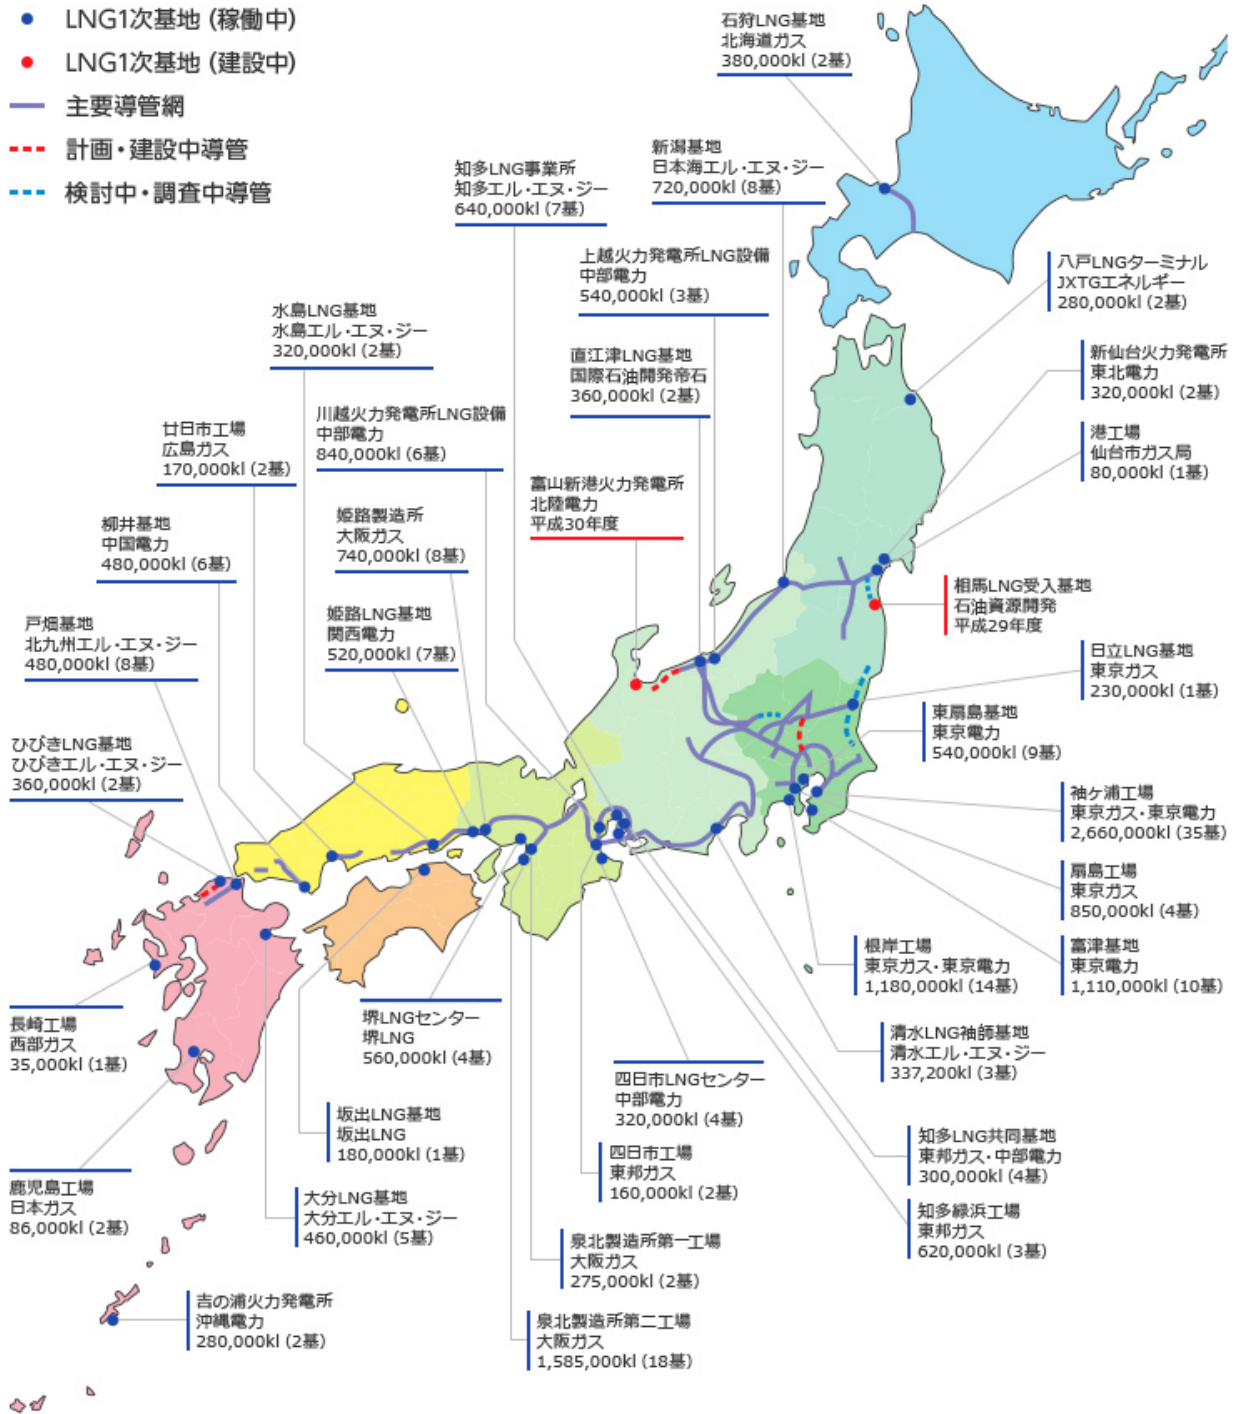 LNG1次基地 (稼働中)
LNG1次基地 (建設中)
主要導管網
計画・建設中導管
検討中・調査中導管
石狩LNG基地
北海道ガス
380,000kl (2基)
新潟基地
日本海エル・エヌ・ジー
720,000kl (8基)
知多LNG事業所
知多エル・エヌ・ジー
640,000kl (7基)
上越火力発電所LNG設備
中部電力
540,000kl (3基)
八戸LNGターミナル
JXTGエネルギー
280,000kl (2基)
水島LNG基地
水島エル・エヌ・ジー
320,000kl (2基)
直江津LNG基地
国際石油開発帝石
360,000kl (2基)
新仙台火力発電所
東北電力
320,000kl (2基)
川越火力発電所LNG設備
中部電力
840,000kl (6基)
廿日市工場
広島ガス
170,000kl (2基)
港工場
仙台市ガス局
80,000kl (1基)
富山新港火力発電所
北陸電力
平成30年度
姫路製造所
大阪ガス
740,000kl (8基)
柳井基地
中国電力
480,000kl (6基)
相馬LNG受入基地
石油資源開発
平成29年度
姫路LNG基地
関西電力
520,000kl (7基)
戸畑基地
北九州エル・エヌ・ジー
480,000kl (8基)
日立LNG基地
東京ガス
230,000kl (1基)
東扇島基地
東京電力
540,000kl (9基)
ひびきLNG基地
ひびきエル・エヌ・ジー
360,000kl (2基)
袖ヶ浦工場
東京ガス・東京電力
2,660,000kl (35基)
扇島工場
東京ガス
850,000kl (4基)
根岸工場
東京ガス・東京電力
1,180,000kl (14基)
富津基地
東京電力
1,110,000kl (10基)
長崎工場
西部ガス
35,000kl (1基)
堺LNGセンター
堺LNG
560,000kl (4基)
清水LNG袖師基地
清水エル・エヌ・ジー
337,200kl (3基)
四日市LNGセンター
中部電力
320,000kl (4基)
坂出LNG基地
坂出LNG
180,000kl (1基)
四日市工場
東邦ガス
160,000kl (2基)
知多LNG共同基地
東邦ガス・中部電力
300,000kl (4基)
鹿児島工場
日本ガス
86,000kl (2基)
大分LNG基地
大分エル・エヌ・ジー
460,000kl (5基)
知多緑浜工場
東邦ガス
620,000kl (3基)
泉北製造所第一工場
大阪ガス
275,000kl (2基)
吉の浦火力発電所
沖縄電力
280,000kl (2基)
泉北製造所第二工場
大阪ガス
1,585,000kl (18基)